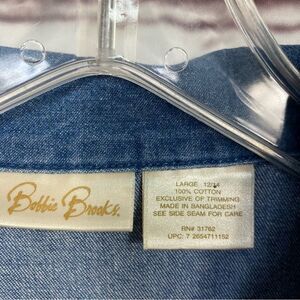 Bobbie Brooks.
LARGE 12/14
100% COTTON
EXCLUSIVE OF TRIMMING
MADE IN BANGLADESH
SEE SIDE SEAM FOR CARE
RN# 31762
UPC: 7 2654711152